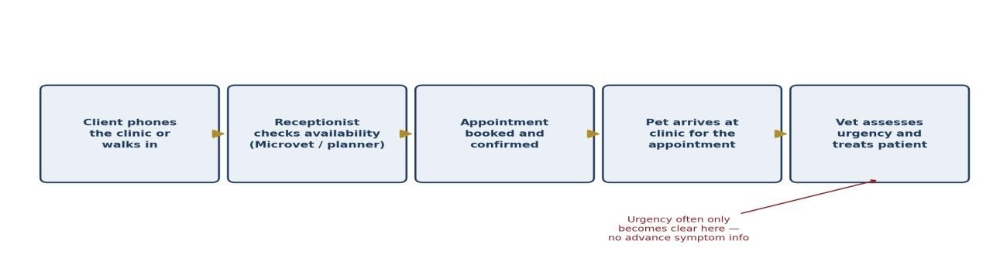 Client phones
the clinic or
walks in
Receptionist
checks availability
(Microvet / planner)
Appointment
booked and
confirmed
Pet arrives at
clinic for the
appointment
Vet assesses
urgency and
treats patient
Urgency often only
becomes clear here —
no advance symptom info